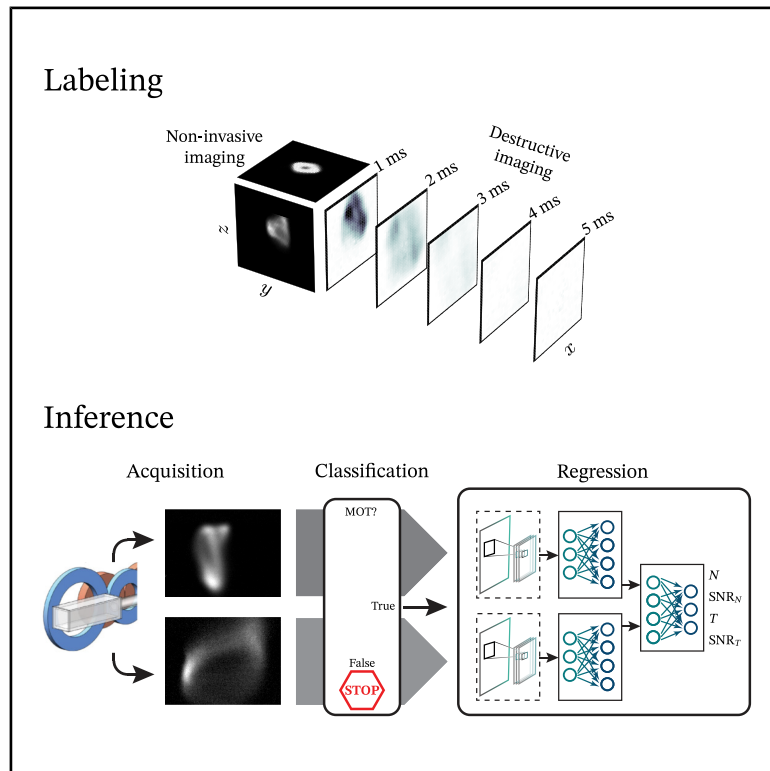 Labeling
Non-invasive
imaging
Destructive
imaging
1 ms
2 ms
3 ms
4 ms
5 ms
z
y
x
Inference
Acquisition
Classification
Regression
MOT?
True
False
STOP
N
SNR_N
T
SNR_T